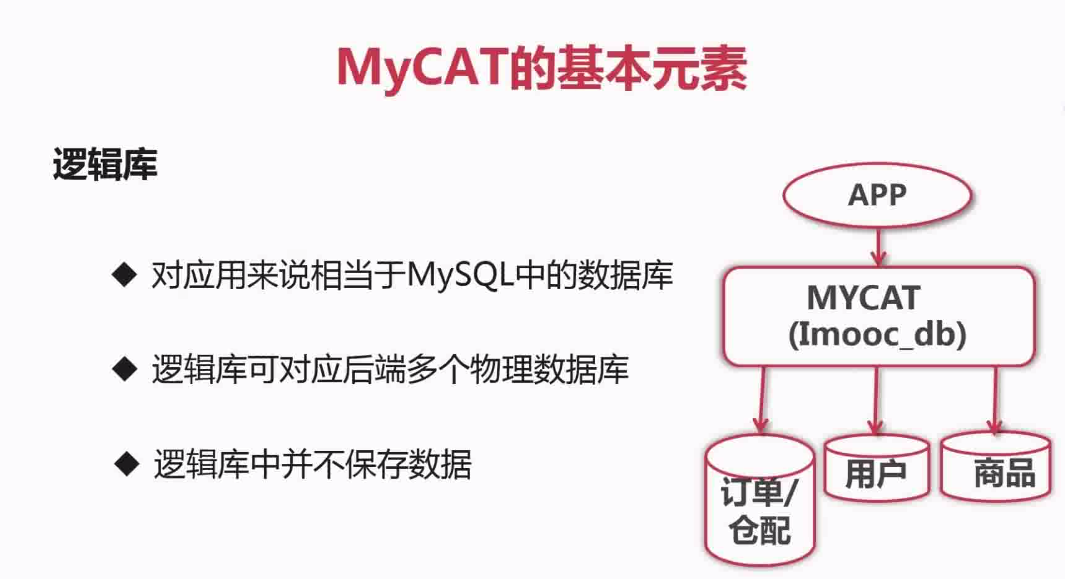 MyCAT的基本元素
逻辑库
◆ 对应用来说相当于MySQL中的数据库
◆ 逻辑库可对应后端多个物理数据库
◆ 逻辑库中并不保存数据
APP
MYCAT
(Imooc_db)
订单/
仓配
用户
商品